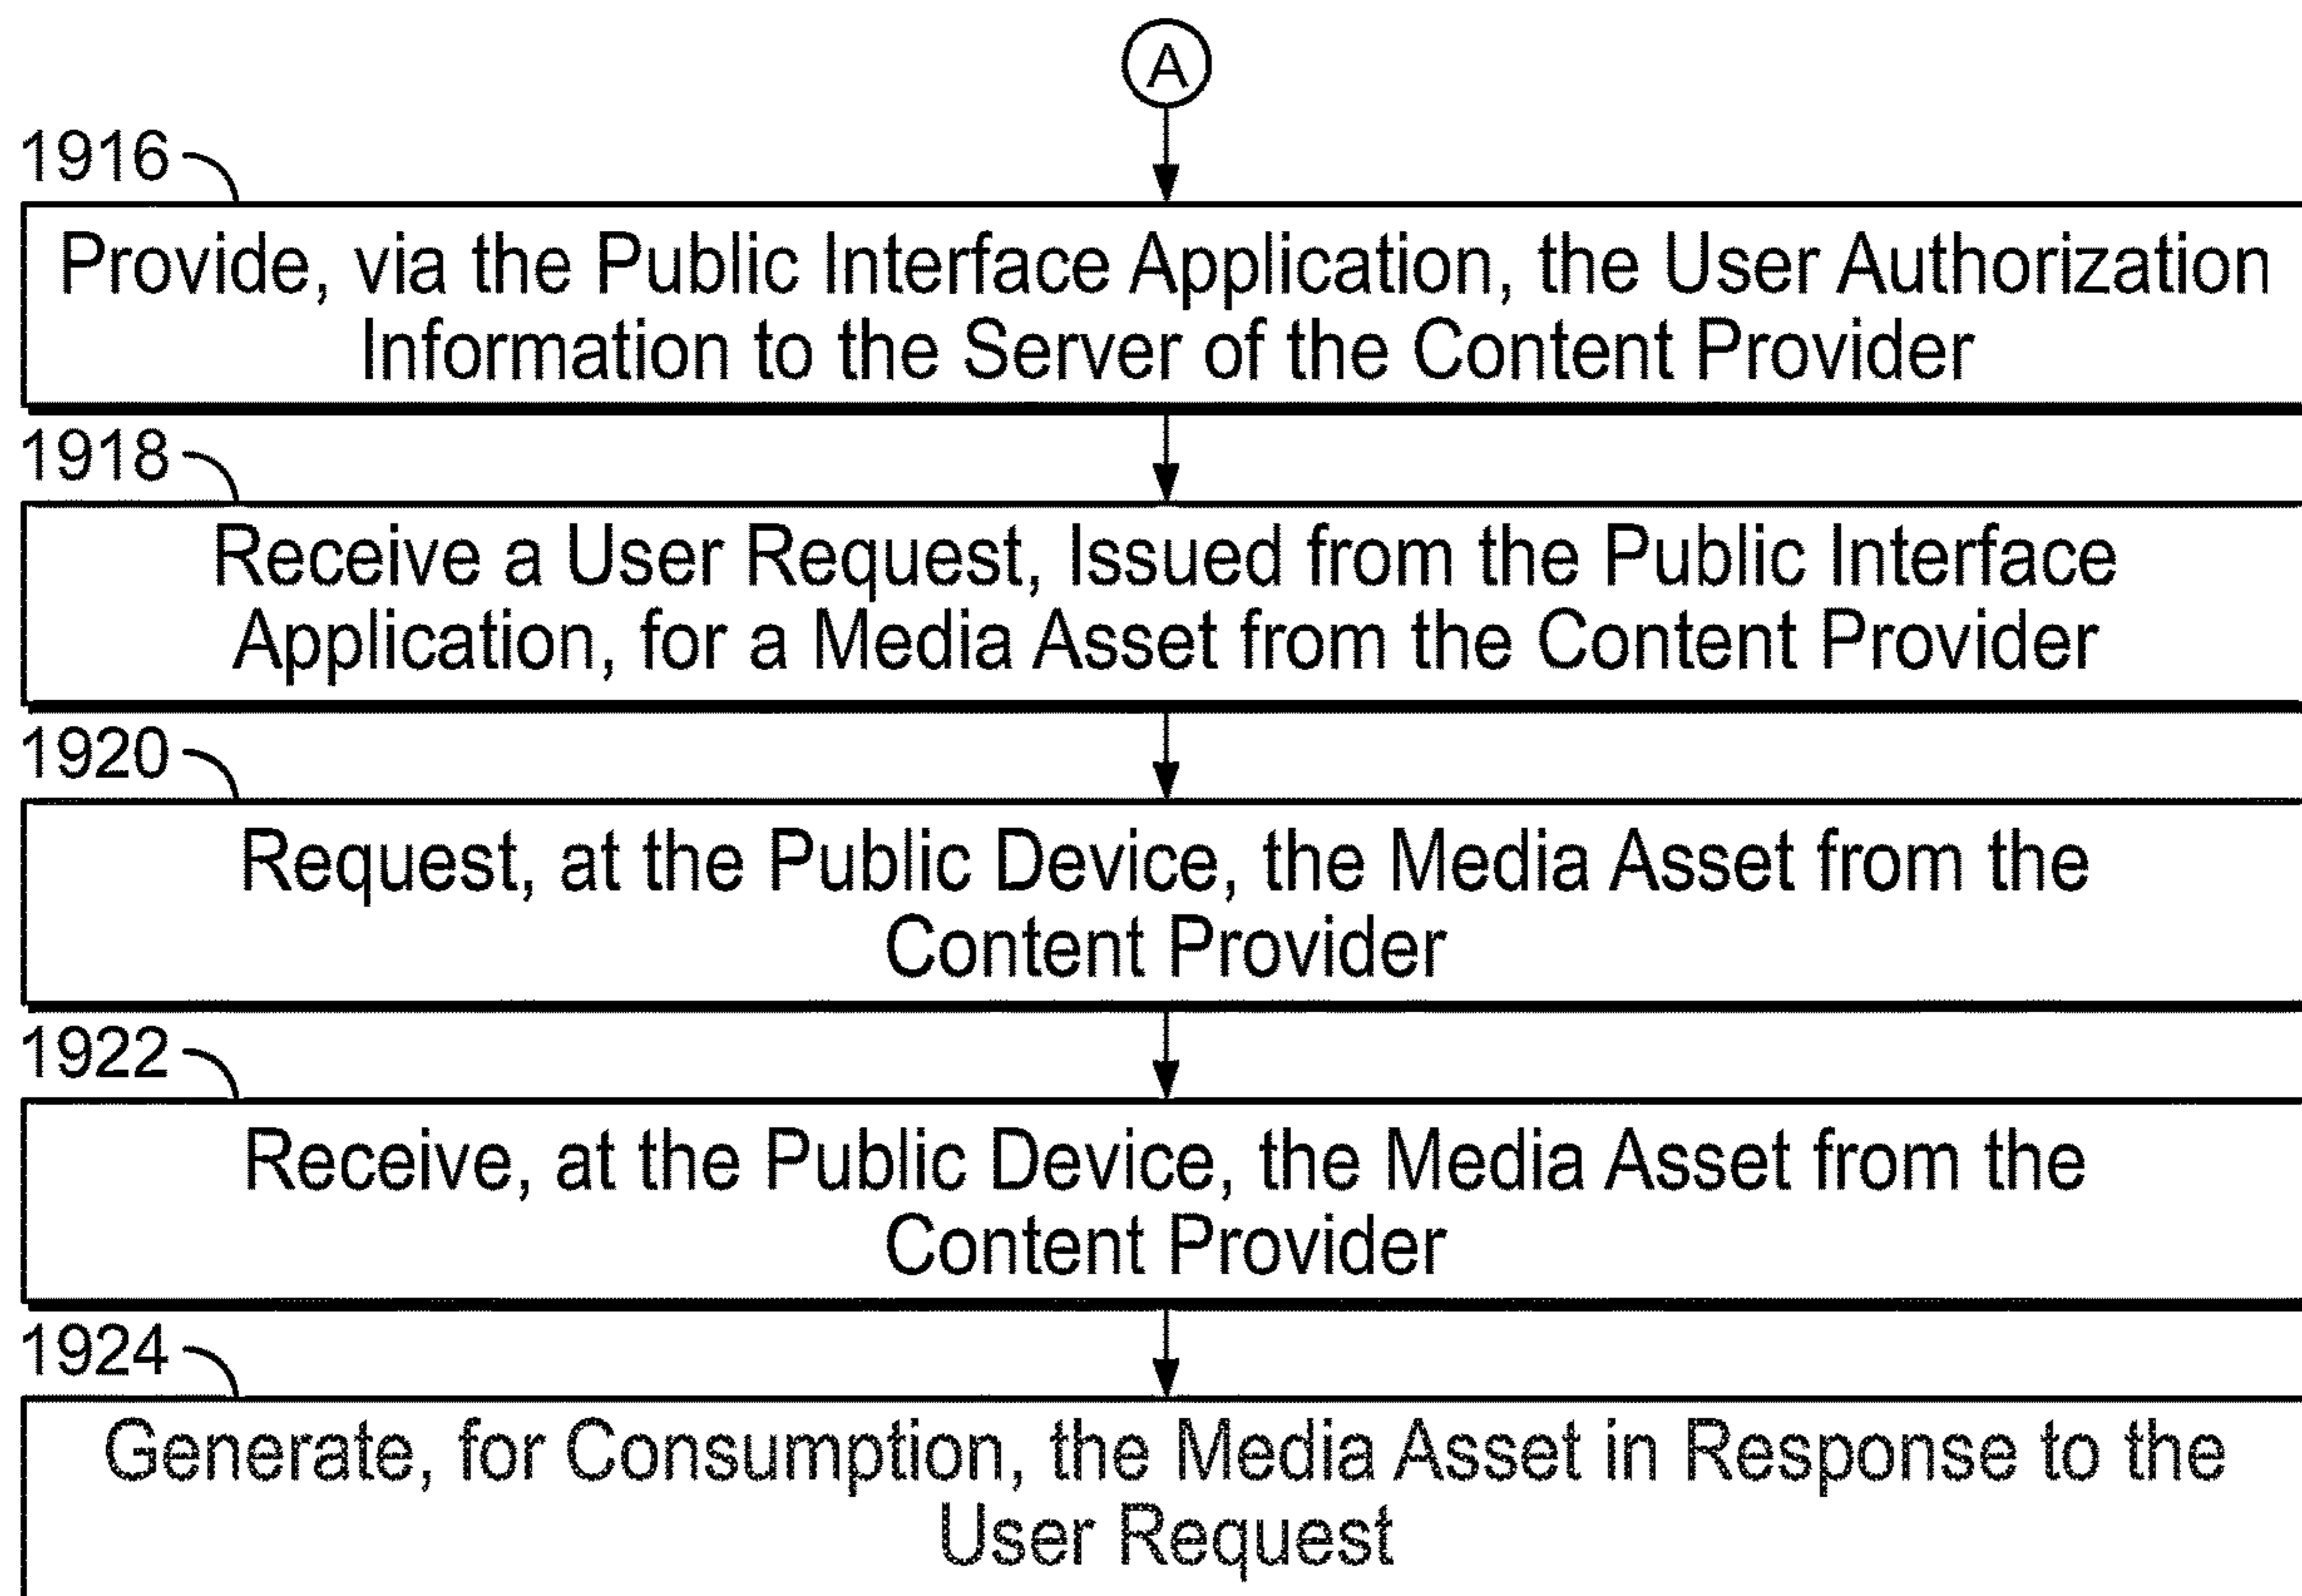 A
1916
Provide, via the Public Interface Application, the User Authorization
Information to the Server of the Content Provider
1918
Receive a User Request, Issued from the Public Interface
Application, for a Media Asset from the Content Provider
1920
Request, at the Public Device, the Media Asset from the
Content Provider
1922
Receive, at the Public Device, the Media Asset from the
Content Provider
1924
Generate, for Consumption, the Media Asset in Response to the
User Request